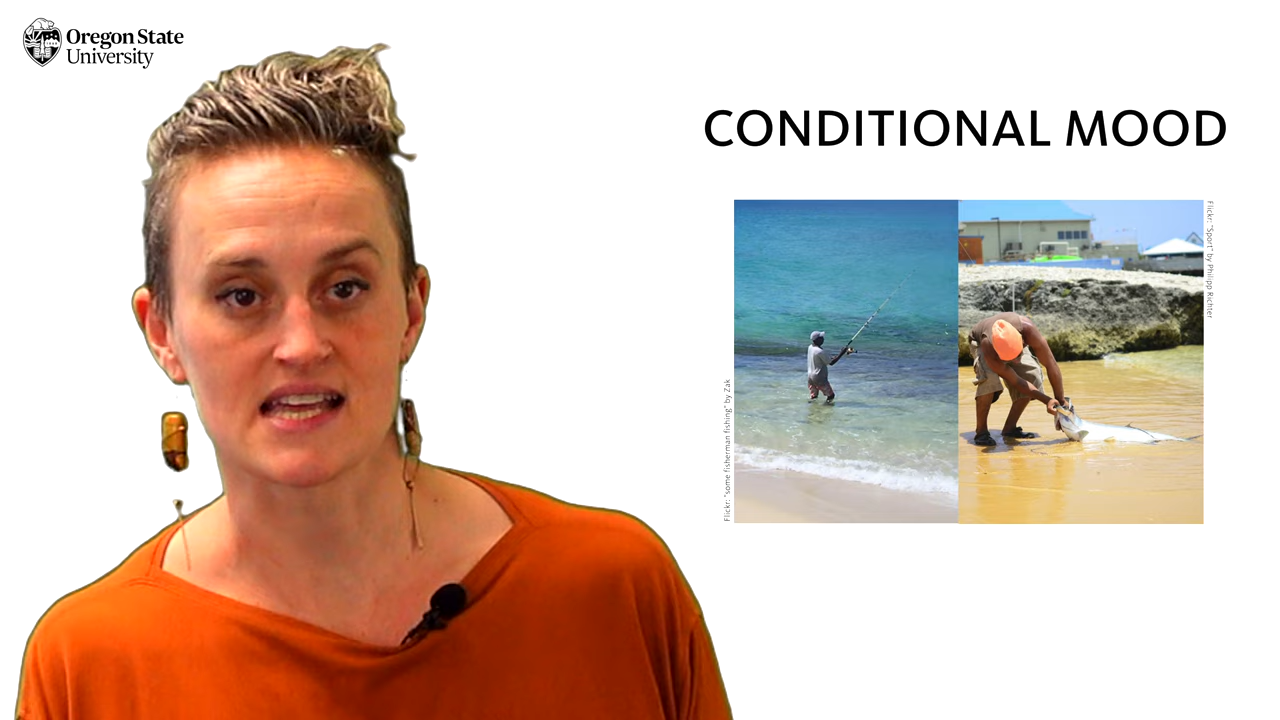 Oregon State
University
CONDITIONAL MOOD
Flickr: "some fisherman fishing" by Zak
Flickr: "Sport" by Philipp Richter